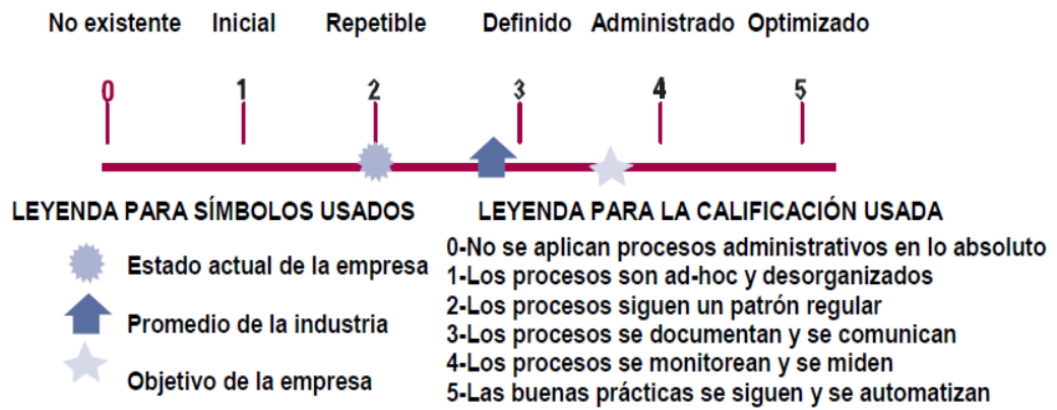 No existente Inicial Repetible Definido Administrado Optimizado
0 1 2 3 4 5
LEYENDA PARA SÍMBOLOS USADOS
Estado actual de la empresa
Promedio de la industria
Objetivo de la empresa
LEYENDA PARA LA CALIFICACIÓN USADA
0-No se aplican procesos administrativos en lo absoluto
1-Los procesos son ad-hoc y desorganizados
2-Los procesos siguen un patrón regular
3-Los procesos se documentan y se comunican
4-Los procesos se monitorean y se miden
5-Las buenas prácticas se siguen y se automatizan